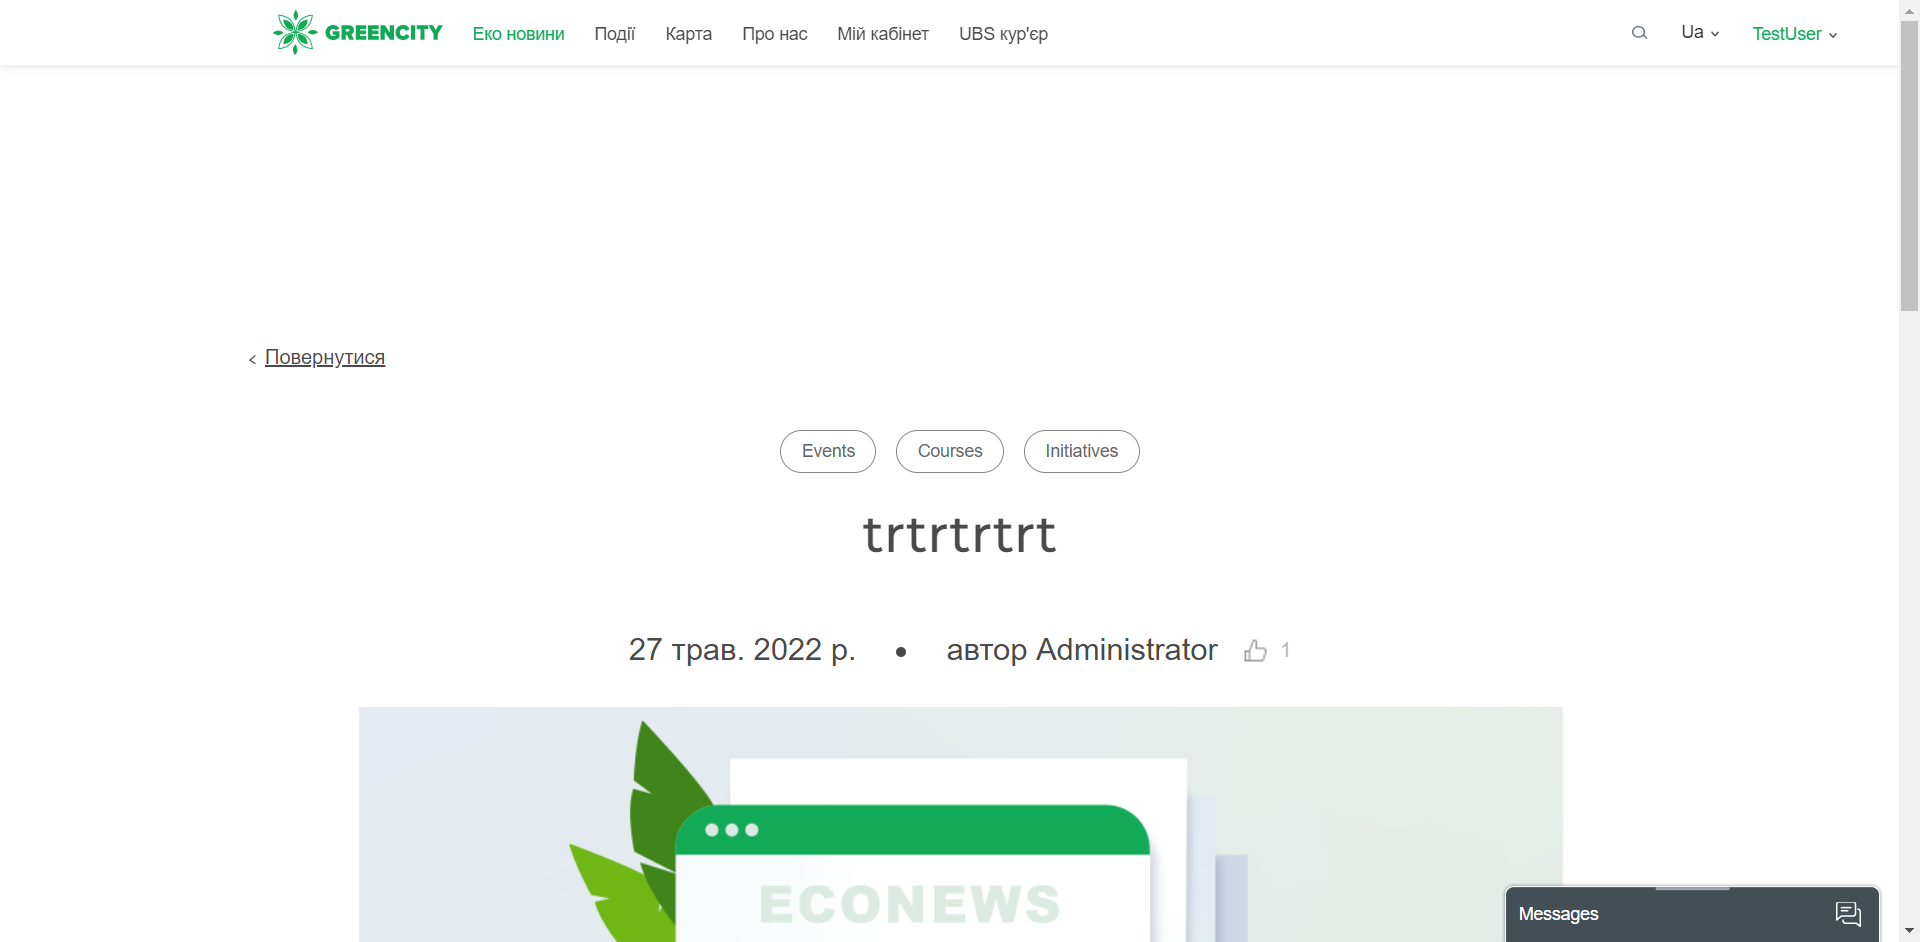 GREENCITY Еко новини Події Карта Про нас Мій кабінет UBS кур'єр Ua TestUser
< Повернутися
Events Courses Initiatives
trtrtrtrt
27 трав. 2022 р. • автор Administrator 1
ECONEWS
Messages